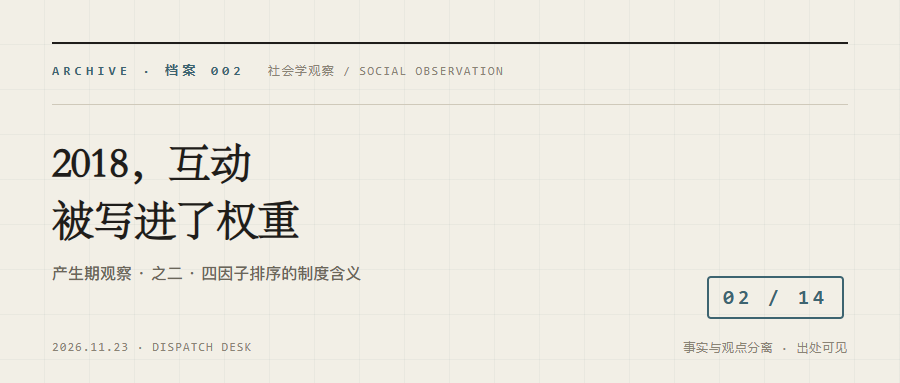 ARCHIVE · 档案 002 社会学观察 / SOCIAL OBSERVATION
2018，互动
被写进了权重
产生期观察 · 之二 · 四因子排序的制度含义
02 / 14
2026.11.23 · DISPATCH DESK
事实与观点分离 · 出处可见